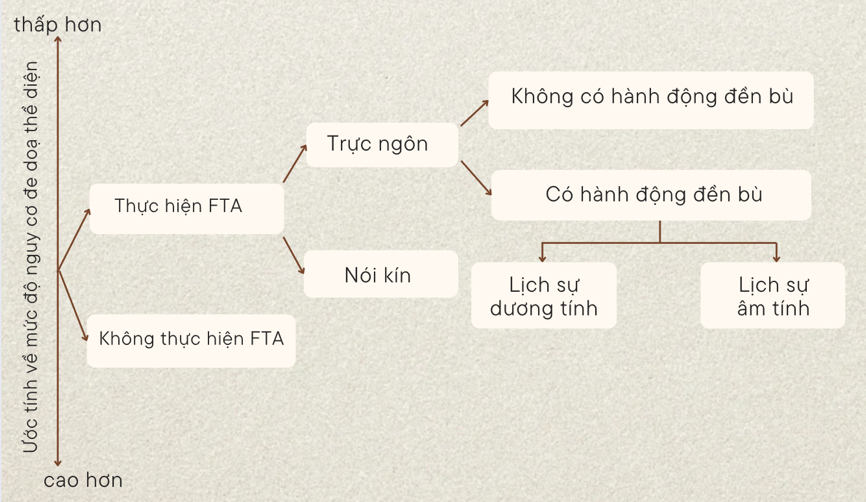 thấp hơn
Ước tính về mức độ nguy cơ đe doạ thể diện
Không có hành động đền bù
Trực ngôn
Có hành động đền bù
Thực hiện FTA
Nói kín
Lịch sự
dương tính
Lịch sự
âm tính
Không thực hiện FTA
cao hơn